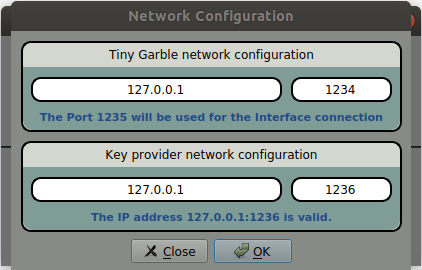 Network Configuration
Tiny Garble network configuration
127.0.0.1 1234
The Port 1235 will be used for the Interface connection
Key provider network configuration
127.0.0.1 1236
The IP address 127.0.0.1:1236 is valid.
Close OK